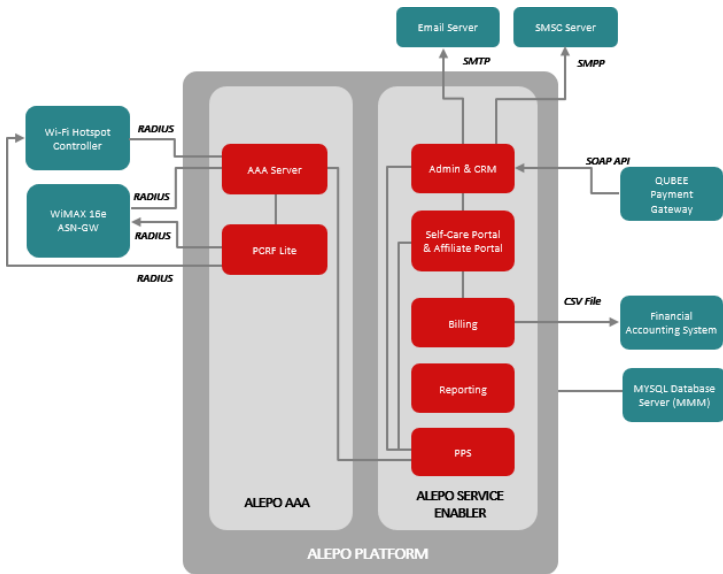 Email Server
SMSC Server
SMTP
SMPP
Wi-Fi Hotspot
Controller
RADIUS
AAA Server
Admin & CRM
SOAP API
QUBEE
Payment
Gateway
WiMAX 16e
ASN-GW
RADIUS
RADIUS
PCRF Lite
Self-Care Portal
& Affiliate Portal
RADIUS
Billing
CSV File
Financial
Accounting System
Reporting
MYSQL Database
Server (MMM)
PPS
ALEPO AAA
ALEPO SERVICE
ENABLER
ALEPO PLATFORM